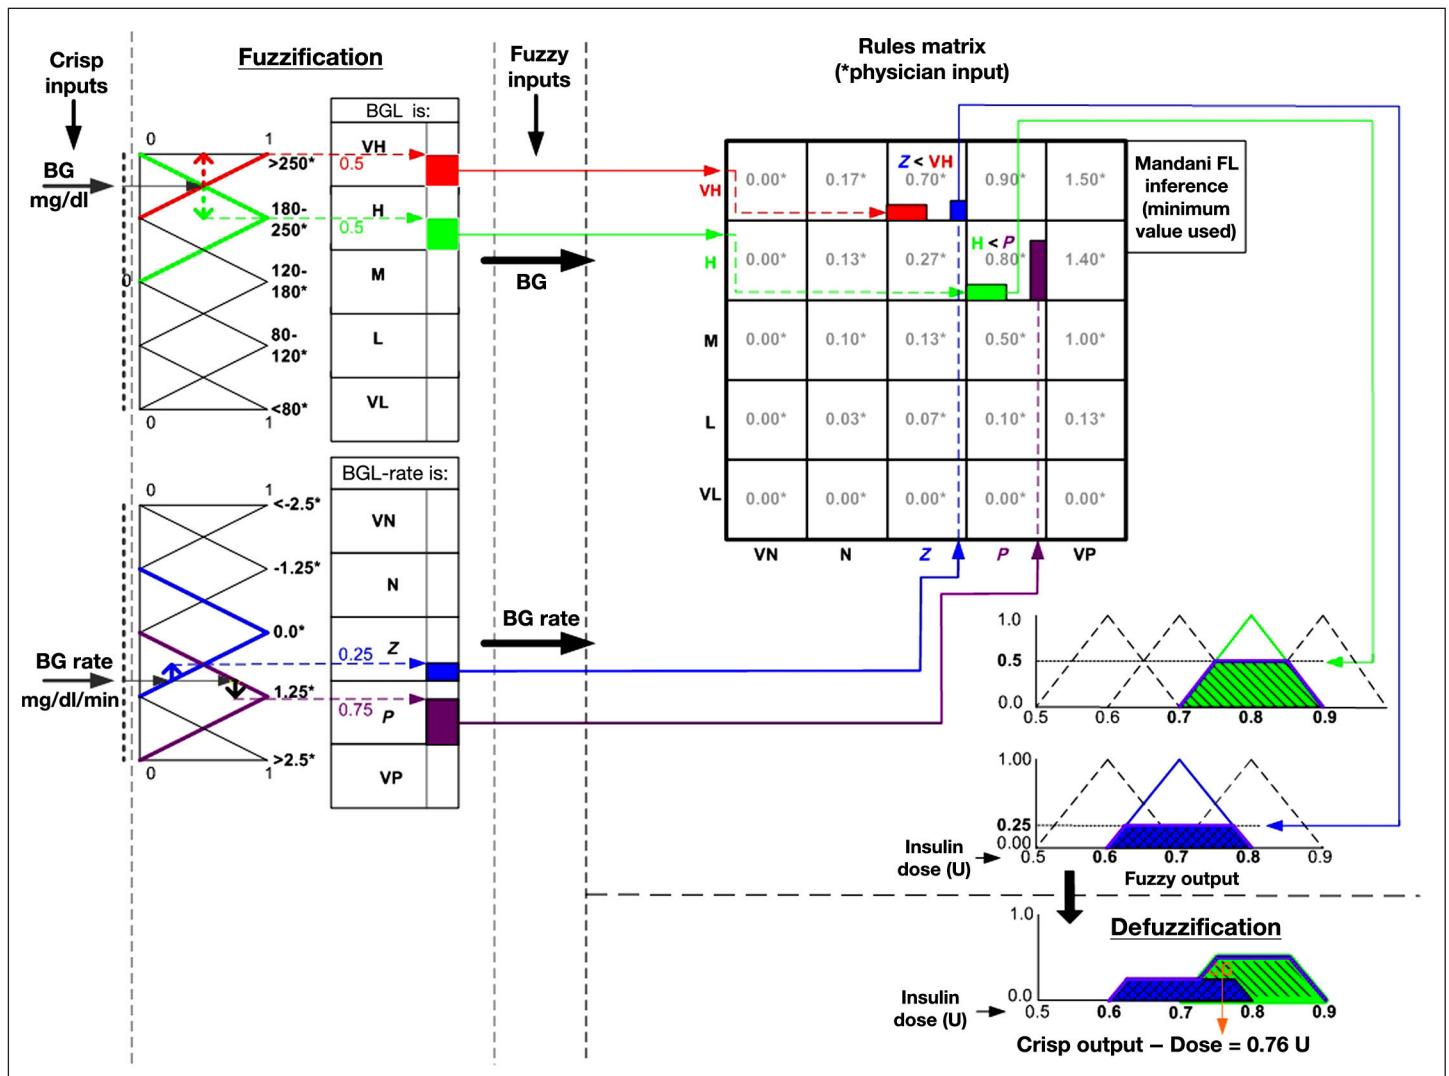 Crisp
inputs
Fuzzification
Fuzzy
inputs
Rules matrix
(*physician input)
BG
mg/dl
0
1
>250*
180-
250*
0
120-
180*
80-
120*
<80*
0
1
BGL is:
VH
0.5
H
0.5
M
L
VL
BG
Mandani FL
inference
(minimum
value used)
Z < VH
VH 0.00* 0.17* 0.70* 0.90* 1.50*
H < P
H 0.00* 0.13* 0.27* 0.80* 1.40*
M 0.00* 0.10* 0.13* 0.50* 1.00*
L 0.00* 0.03* 0.07* 0.10* 0.13*
VL 0.00* 0.00* 0.00* 0.00* 0.00*
VN N Z P VP
BG rate
mg/dl/min
0
1
<-2.5*
-1.25*
0.0*
1.25*
>2.5*
0
1
BGL-rate is:
VN
N
Z
0.25
0.75
P
VP
BG rate
1.0
0.5
0.0
0.5 0.6 0.7 0.8 0.9
1.00
0.25
0.00
0.5 0.6 0.7 0.8 0.9
Insulin
dose (U)
Fuzzy output
Defuzzification
1.0
0.0
0.5 0.6 0.7 0.8 0.9
Insulin
dose (U)
Crisp output – Dose = 0.76 U